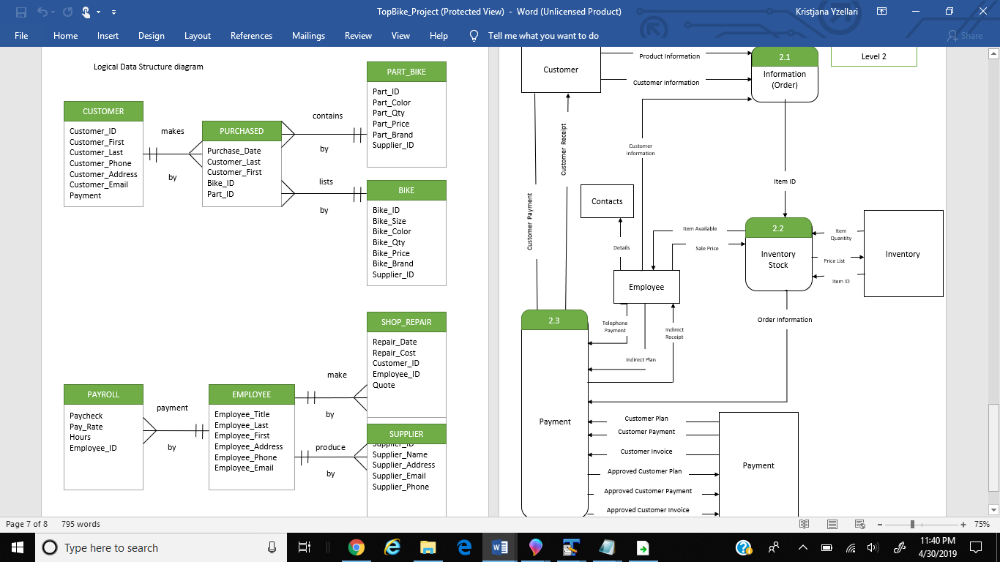 TopBike_Project (Protected View) - Word (Unlicensed Product)
Kristjana Yzellari
File Home Insert Design Layout References Mailings Review View Help Tell me what you want to do Share
Logical Data Structure diagram
CUSTOMER
Customer_ID
Customer_First
Customer_Last
Customer_Phone
Customer_Address
Customer_Email
Payment
makes
by
PURCHASED
Purchase_Date
Customer_Last
Customer_First
Bike_ID
Part_ID
contains
by
lists
by
PART_BIKE
Part_ID
Part_Color
Part_Qty
Part_Price
Part_Brand
Supplier_ID
BIKE
Bike_ID
Bike_Size
Bike_Color
Bike_Qty
Bike_Price
Bike_Brand
Supplier_ID
PAYROLL
Paycheck
Pay_Rate
Hours
Employee_ID
payment
by
EMPLOYEE
Employee_Title
Employee_Last
Employee_First
Employee_Address
Employee_Phone
Employee_Email
make
by
produce
by
SHOP_REPAIR
Repair_Date
Repair_Cost
Customer_ID
Employee_ID
Quote
SUPPLIER
Supplier_ID
Supplier_Name
Supplier_Address
Supplier_Email
Supplier_Phone
Customer
Product Information
Customer Information
2.1
Information
(Order)
Level 2
Customer Payment
Customer Receipt
Customer
Information
Item ID
Contacts
Details
Item Available
Sale Price
2.2
Inventory
Stock
Item
Quantity
Price List
Item ID
Inventory
Employee
Order Information
2.3
Telephone
Payment
Indirect
Receipt
Indirect Plan
Payment
Customer Plan
Customer Payment
Customer Invoice
Approved Customer Plan
Approved Customer Payment
Approved Customer Invoice
Payment
Page 7 of 8 795 words
75%
Type here to search
11:40 PM
4/30/2019